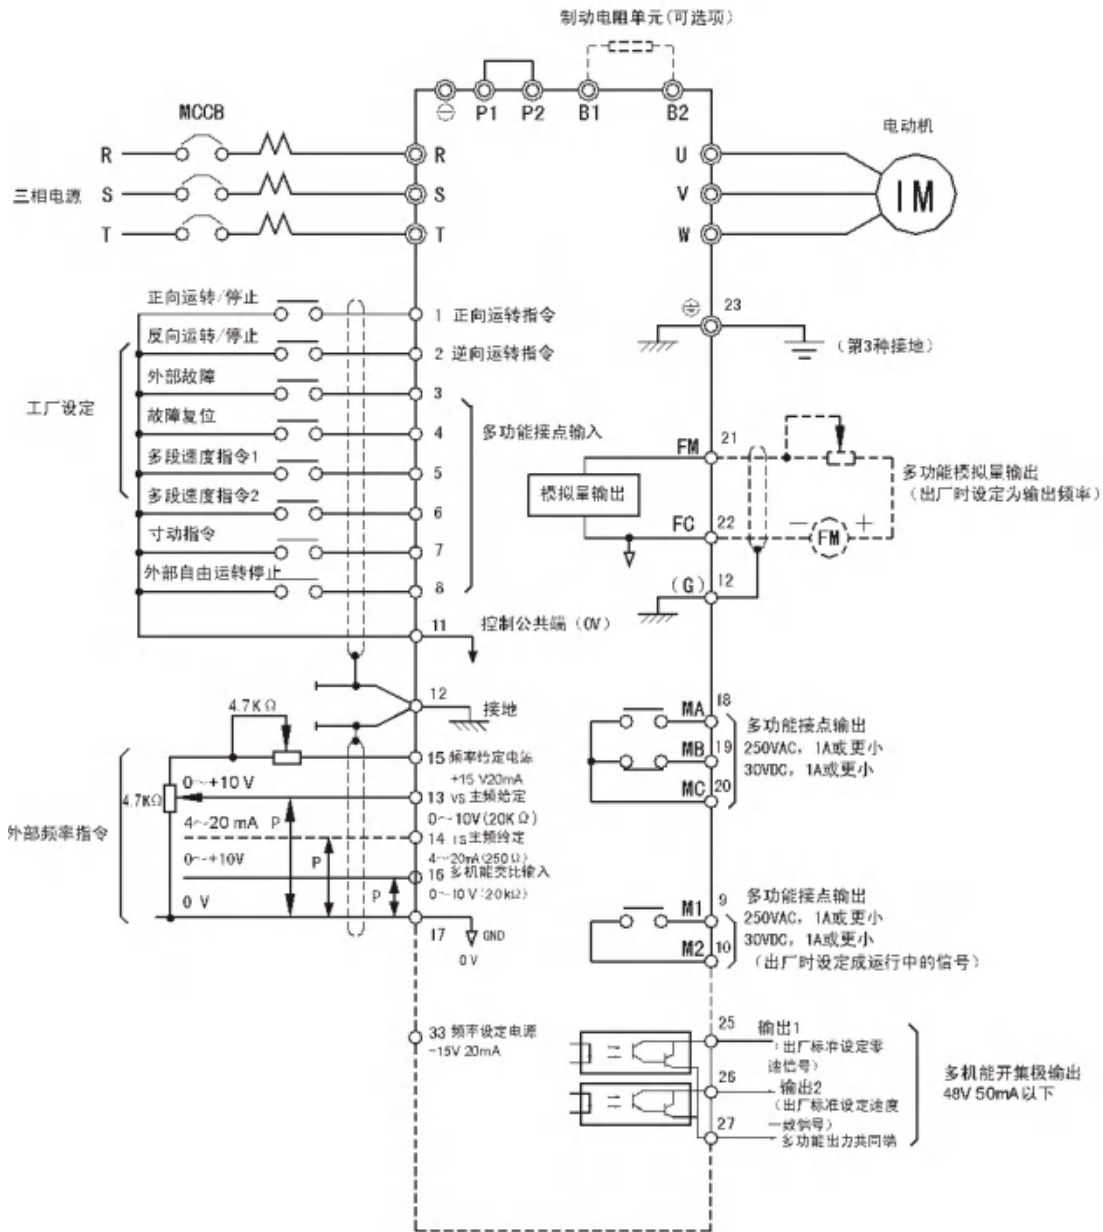 制动电阻单元(可选项)
⊖ P1 P2 B1 B2
MCCB
电动机
R R U
三相电源 S S V IM
T T W
正向运转/停止
1 正向运转指令
反向运转/停止
2 逆向运转指令
外部故障
3
故障复位
4
多段速度指令1
5
多段速度指令2
6
寸动指令
7
外部自由运转停止
8
工厂设定
多功能接点输入
11 控制公共端(0V)
12 接地
23
(第3种接地)
FM 21
模拟量输出
多功能模拟量输出
(出厂时设定为输出频率)
FC 22
− FM +
(G) 12
4.7KΩ
15 频率给定电源
+15 V20mA
4.7KΩ
0~+10 V
13 VS 主频给定
0~10V(20KΩ)
外部频率指令
4~20 mA P
14 IS 主频给定
4~20mA(250Ω)
0~+10V P
16 多机能类比输入
0~10V:20kΩ)
P
0 V
17 GND
0V
33 频率设定电源
-15V 20mA
MA 18
MB 19
MC 20
多功能接点输出
250VAC, 1A或更小
30VDC, 1A或更小
M1 9
M2 10
多功能接点输出
250VAC, 1A或更小
30VDC, 1A或更小
(出厂时设定成运行中的信号)
25 输出1
(出厂标准设定零
速信号)
26 输出2
(出厂标准设定速度
一致信号)
27 多功能出力共同端
多机能开集极输出
48V 50mA以下